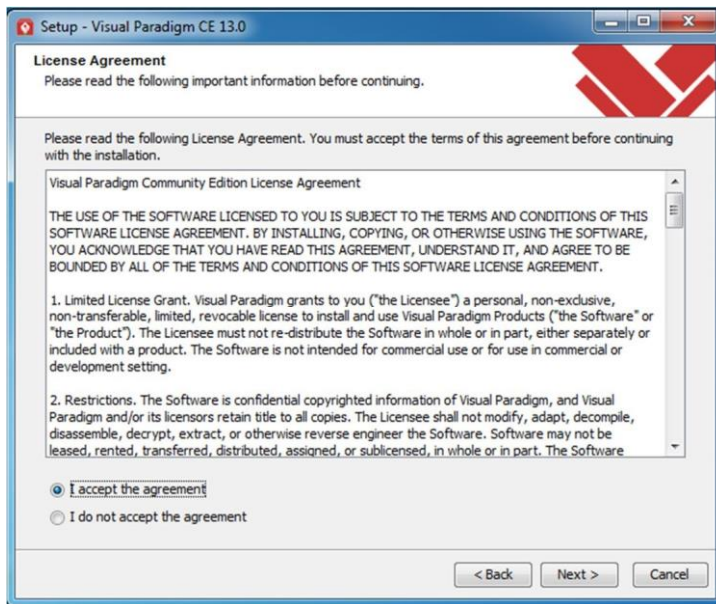 Setup - Visual Paradigm CE 13.0
License Agreement
Please read the following important information before continuing.
Please read the following License Agreement. You must accept the terms of this agreement before continuing
with the installation.
Visual Paradigm Community Edition License Agreement
THE USE OF THE SOFTWARE LICENSED TO YOU IS SUBJECT TO THE TERMS AND CONDITIONS OF THIS
SOFTWARE LICENSE AGREEMENT. BY INSTALLING, COPYING, OR OTHERWISE USING THE SOFTWARE,
YOU ACKNOWLEDGE THAT YOU HAVE READ THIS AGREEMENT, UNDERSTAND IT, AND AGREE TO BE
BOUNDED BY ALL OF THE TERMS AND CONDITIONS OF THIS SOFTWARE LICENSE AGREEMENT.
1. Limited License Grant. Visual Paradigm grants to you ("the Licensee") a personal, non-exclusive,
non-transferable, limited, revocable license to install and use Visual Paradigm Products ("the Software" or
"the Product"). The Licensee must not re-distribute the Software in whole or in part, either separately or
included with a product. The Software is not intended for commercial use or for use in commercial or
development setting.
2. Restrictions. The Software is confidential copyrighted information of Visual Paradigm, and Visual
Paradigm and/or its licensors retain title to all copies. The Licensee shall not modify, adapt, decompile,
disassemble, decrypt, extract, or otherwise reverse engineer the Software. Software may not be
leased, rented, transferred, distributed, assigned, or sublicensed, in whole or in part. The Software
I accept the agreement
I do not accept the agreement
< Back Next > Cancel